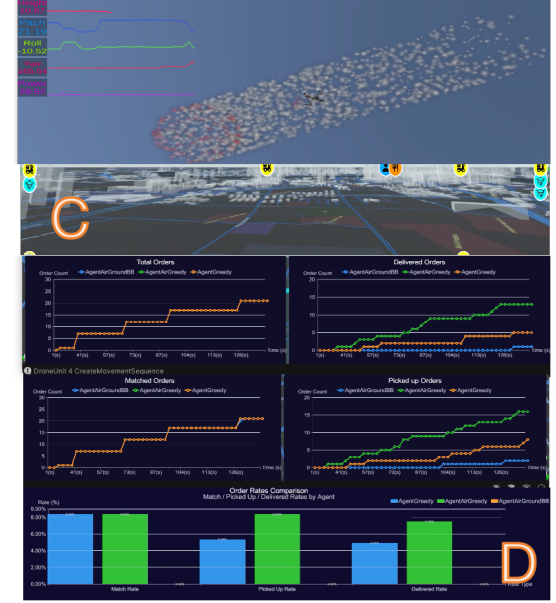 Pitch
21.19
Roll
-10.52
C
Total Orders
Order Count
AgentAirGroundBB AgentAirGreedy AgentGreedy
30
25
20
15
10
5
0
1(s) 41(s) 57(s) 73(s) 87(s) 104(s) 113(s) 126(s) Time (s)
Delivered Orders
Order Count
AgentAirGroundBB AgentAirGreedy AgentGreedy
20
15
10
5
0
1(s) 41(s) 57(s) 73(s) 87(s) 104(s) 113(s) 126(s) Time (s)
DroneUnit 4 CreateMovementSequence
Matched Orders
Order Count
AgentAirGroundBB AgentAirGreedy AgentGreedy
30
25
20
15
10
5
0
1(s) 41(s) 57(s) 73(s) 87(s) 104(s) 113(s) 126(s) Time (s)
Picked up Orders
Order Count
AgentAirGroundBB AgentAirGreedy AgentGreedy
20
15
10
5
0
1(s) 41(s) 57(s) 73(s) 87(s) 104(s) 113(s) 126(s) Time (s)
Order Rates Comparison
Match / Picked Up / Delivered Rates by Agent
Rate (%)
AgentGreedy AgentAirGreedy AgentAirGroundBB
9.00%
8.00%
6.00%
4.00%
2.00%
0.00%
Match Rate Picked Up Rate Delivered Rate Rate Type
D